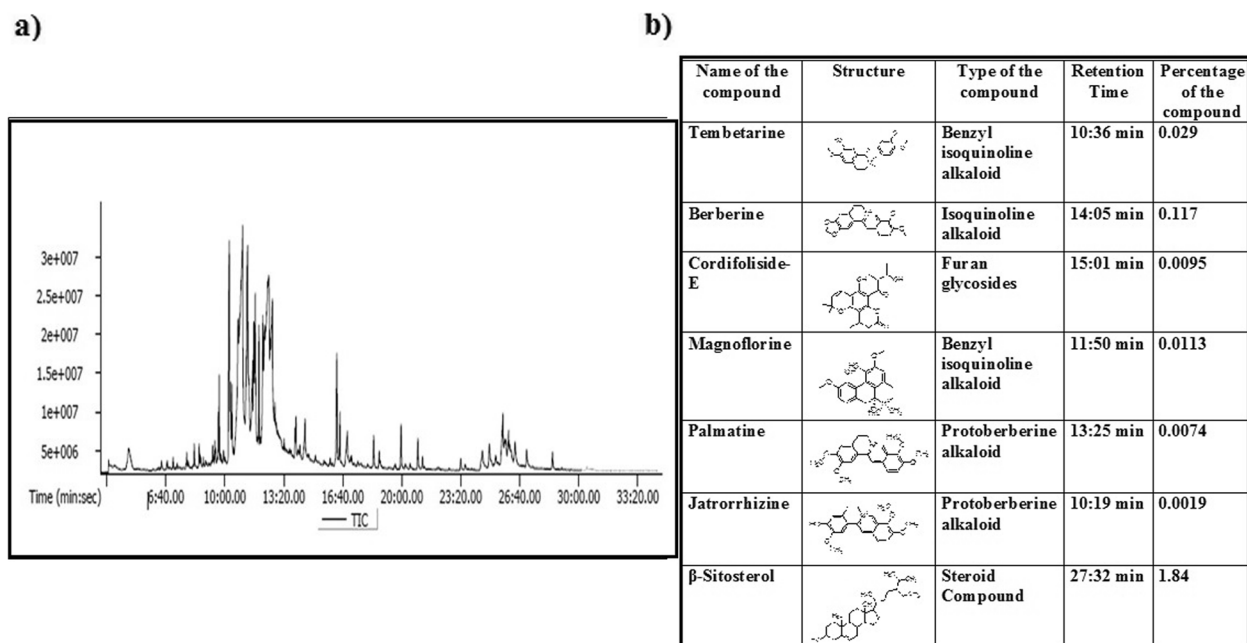 a)
b)
3e+007
2.5e+007
2e+007
1.5e+007
1e+007
5e+006
Time (min:sec)
6:40.00
10:00.00
13:20.00
16:40.00
20:00.00
23:20.00
26:40.00
30:00.00
33:20.00
TIC
Name of the
compound
Structure
Type of the
compound
Retention
Time
Percentage
of the
compound
Tembetarine
Benzyl
isoquinoline
alkaloid
10:36 min
0.029
Berberine
Isoquinoline
alkaloid
14:05 min
0.117
Cordifoliside-
E
Furan
glycosides
15:01 min
0.0095
Magnoflorine
Benzyl
isoquinoline
alkaloid
11:50 min
0.0113
Palmatine
Protoberberine
alkaloid
13:25 min
0.0074
Jatrorrhizine
Protoberberine
alkaloid
10:19 min
0.0019
β-Sitosterol
Steroid
Compound
27:32 min
1.84